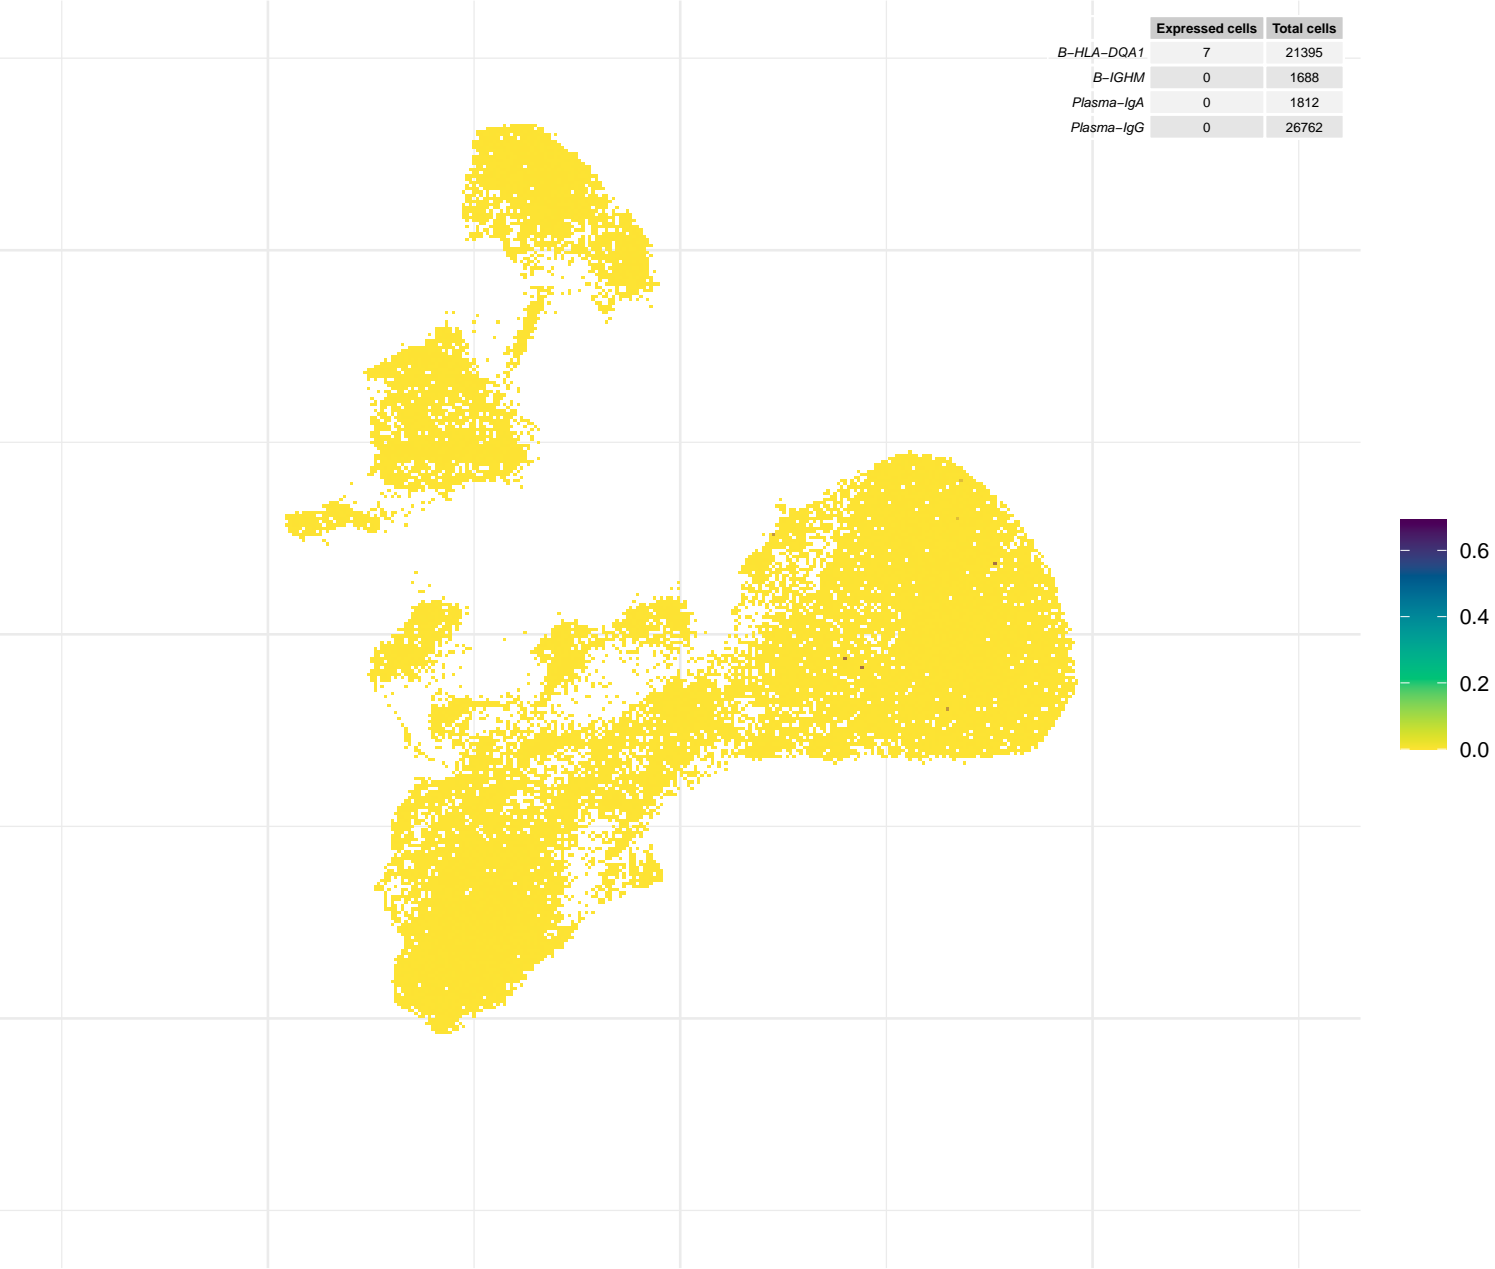 Expressed cells Total cells
B−HLA−DQA1 7 21395
B−IGHM 0 1688
Plasma−IgA 0 1812
Plasma−IgG 0 26762
0.6
0.4
0.2
0.0